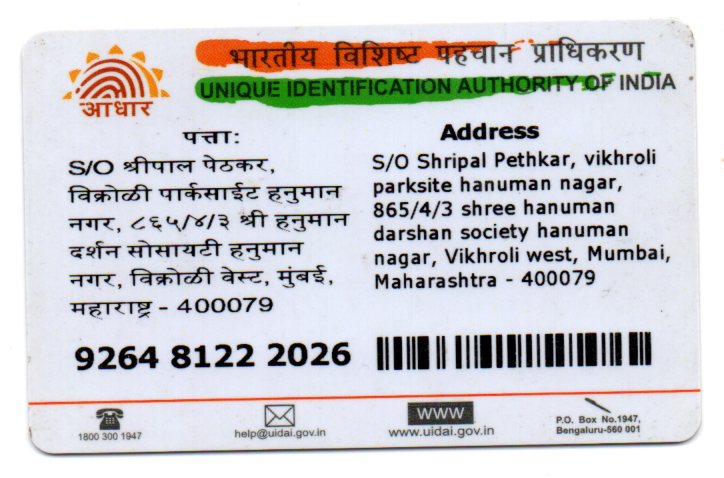 भारतीय विशिष्ट पहचान प्राधिकरण
UNIQUE IDENTIFICATION AUTHORITY OF INDIA
आधार
पत्ता:
S/O श्रीपाल पेठकर,
विक्रोळी पार्कसाईट हनुमान
नगर, ८६५/४/३ श्री हनुमान
दर्शन सोसायटी हनुमान
नगर, विक्रोळी वेस्ट, मुंबई,
महाराष्ट्र - 400079
Address
S/O Shripal Pethkar, vikhroli
parksite hanuman nagar,
865/4/3 shree hanuman
darshan society hanuman
nagar, Vikhroli west, Mumbai,
Maharashtra - 400079
9264 8122 2026
1800 300 1947
help@uidai.gov.in
WWW
www.uidai.gov.in
P.O. Box No.1947,
Bengaluru-560 001